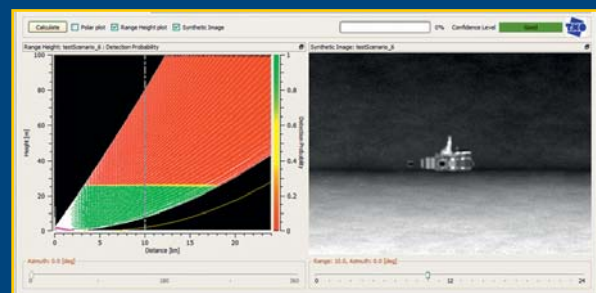 Calculate
Polar plot
Range Height plot
Synthetic Image
0%
Confidence Level
Good
Range Height: testScenario_6 : Detection Probability
Synthetic Image: testScenario_6
100
80
60
40
20
0
Height [m]
0
5
10
15
20
Distance [km]
1
0.8
0.6
0.4
0.2
0
Detection Probability
Azimuth: 0.0 [deg]
0
180
360
Range: 10.0, Azimuth: 0.0 [deg]
0
12
24